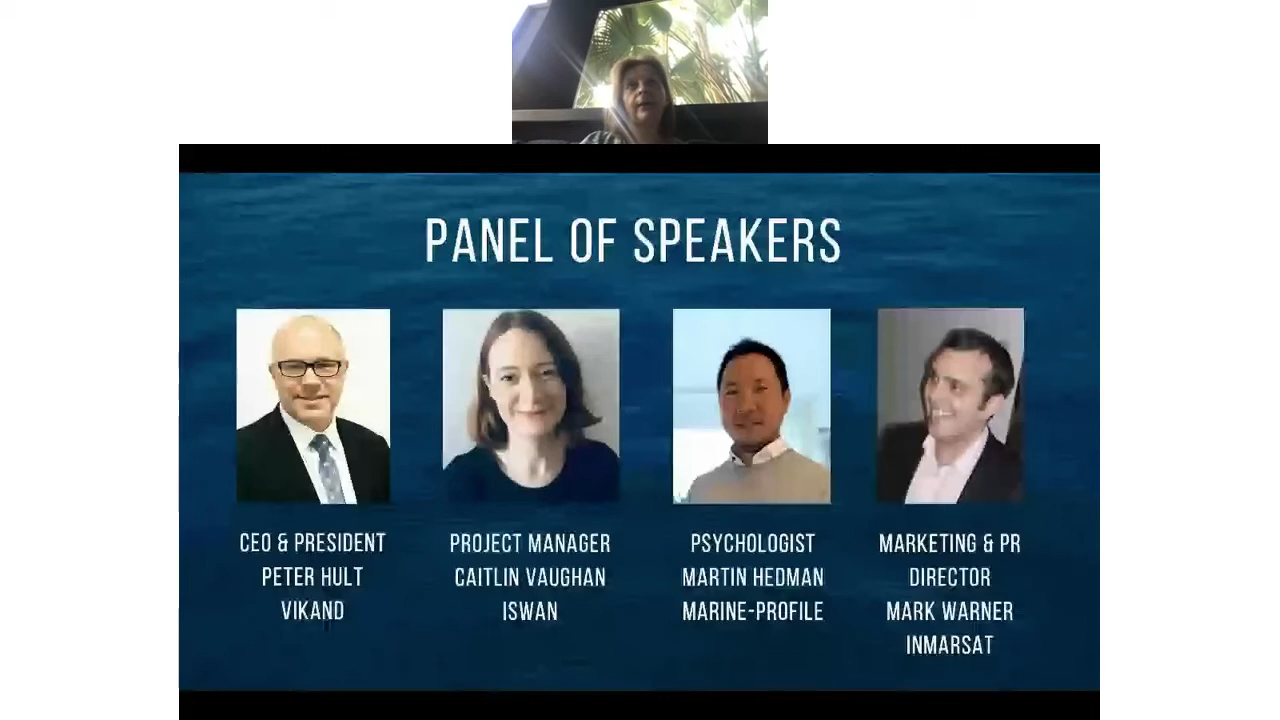 PANEL OF SPEAKERS
CEO & PRESIDENT
PETER HULT
VIKAND
PROJECT MANAGER
CAITLIN VAUGHAN
ISWAN
PSYCHOLOGIST
MARTIN HEDMAN
MARINE-PROFILE
MARKETING & PR
DIRECTOR
MARK WARNER
INMARSAT